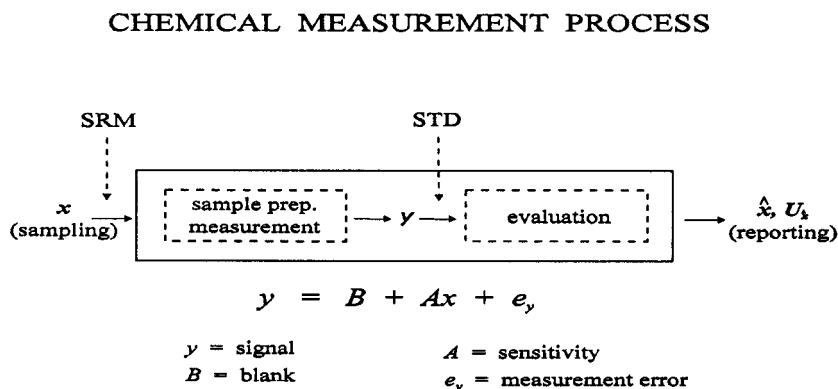 CHEMICAL MEASUREMENT PROCESS
SRM
STD
x
(sampling)
sample prep.
measurement
y
evaluation
x̂, Uₓ̂
(reporting)
y = B + Ax + e_y
y = signal
A = sensitivity
B = blank
e_y = measurement error